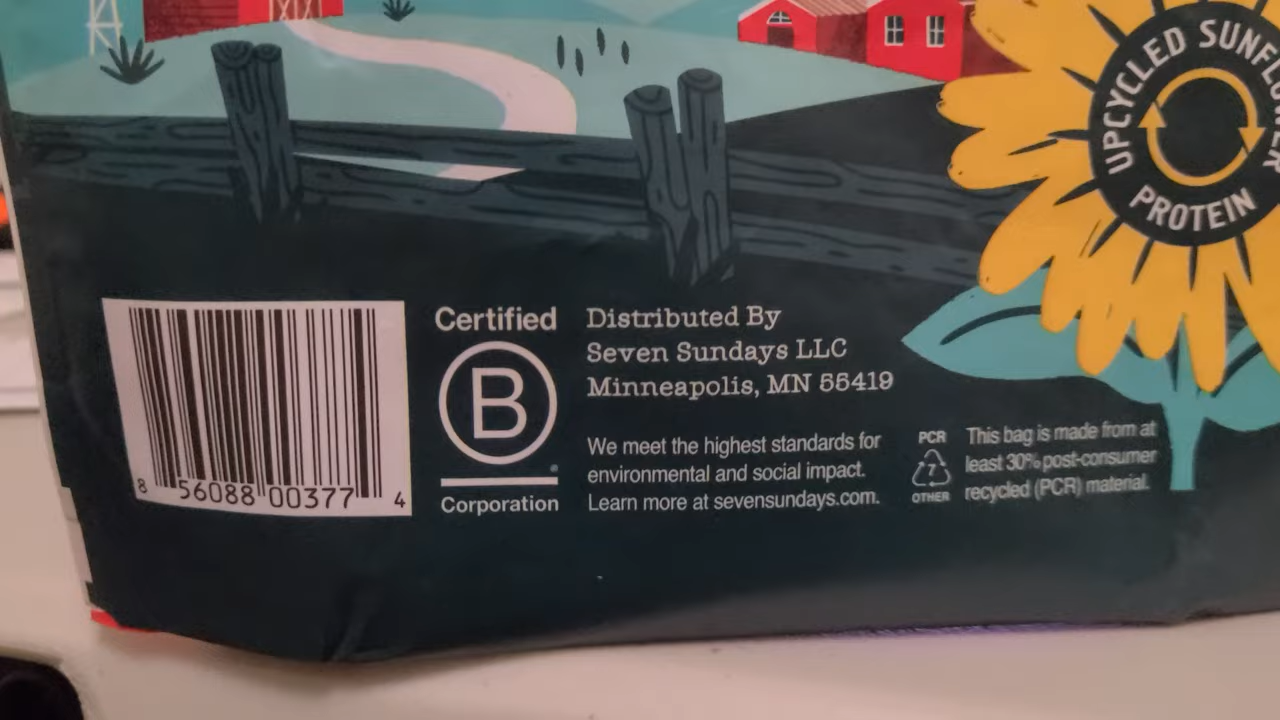 UPCYCLED SUNFLOWER
PROTEIN
Certified
B
Corporation
Distributed By
Seven Sundays LLC
Minneapolis, MN 55419
We meet the highest standards for
environmental and social impact.
Learn more at sevensundays.com.
PCR
7
OTHER
This bag is made from at
least 30% post-consumer
recycled (PCR) material.
8 56088 00377 4